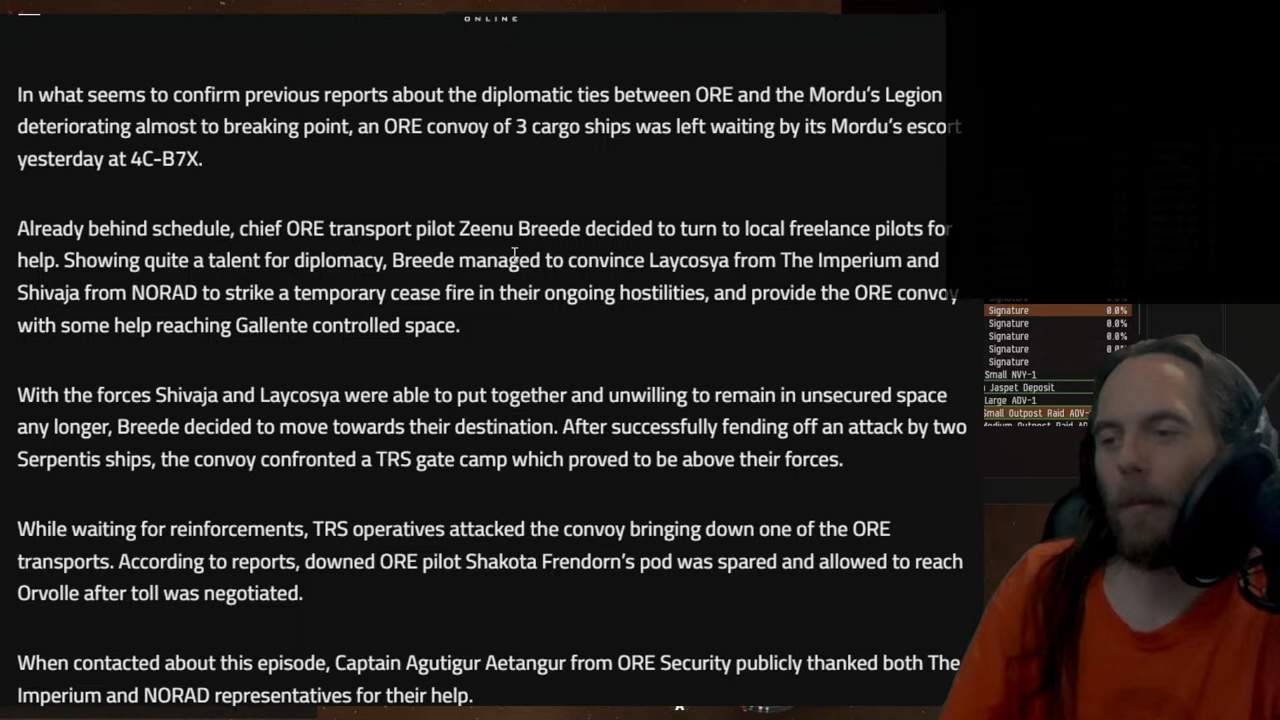 ONLINE
In what seems to confirm previous reports about the diplomatic ties between ORE and the Mordu's Legion
deteriorating almost to breaking point, an ORE convoy of 3 cargo ships was left waiting by its Mordu's escort
yesterday at 4C-B7X.
Already behind schedule, chief ORE transport pilot Zeenu Breede decided to turn to local freelance pilots for
help. Showing quite a talent for diplomacy, Breede managed to convince Laycosya from The Imperium and
Shivaja from NORAD to strike a temporary cease fire in their ongoing hostilities, and provide the ORE convoy
with some help reaching Gallente controlled space.
With the forces Shivaja and Laycosya were able to put together and unwilling to remain in unsecured space
any longer, Breede decided to move towards their destination. After successfully fending off an attack by two
Serpentis ships, the convoy confronted a TRS gate camp which proved to be above their forces.
While waiting for reinforcements, TRS operatives attacked the convoy bringing down one of the ORE
transports. According to reports, downed ORE pilot Shakota Frendorn's pod was spared and allowed to reach
Orvolle after toll was negotiated.
When contacted about this episode, Captain Agutigur Aetangur from ORE Security publicly thanked both The
Imperium and NORAD representatives for their help.
Signature 0.0%
Signature 0.0%
Signature 0.0%
Signature
Signature
Small NVY-1
Jaspet Deposit
Large ADV-1
Small Outpost Raid ADV-
Medium Outpost Raid AD